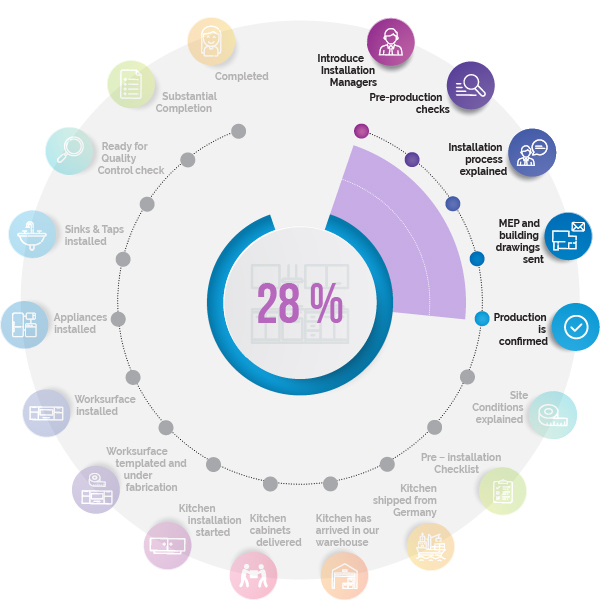 Introduce
Installation
Managers
Pre-production
checks
Installation
process
explained
MEP and
building
drawings
sent
Production
is
confirmed
Site
Conditions
explained
Pre – installation
Checklist
Kitchen
shipped from
Germany
Kitchen has
arrived in our
warehouse
Kitchen
cabinets
delivered
Kitchen
installation
started
Worksurface
templated and
under
fabrication
Worksurface
installed
Appliances
installed
Sinks & Taps
installed
Ready for
Quality
Control check
Substantial
Completion
Completed
28 %